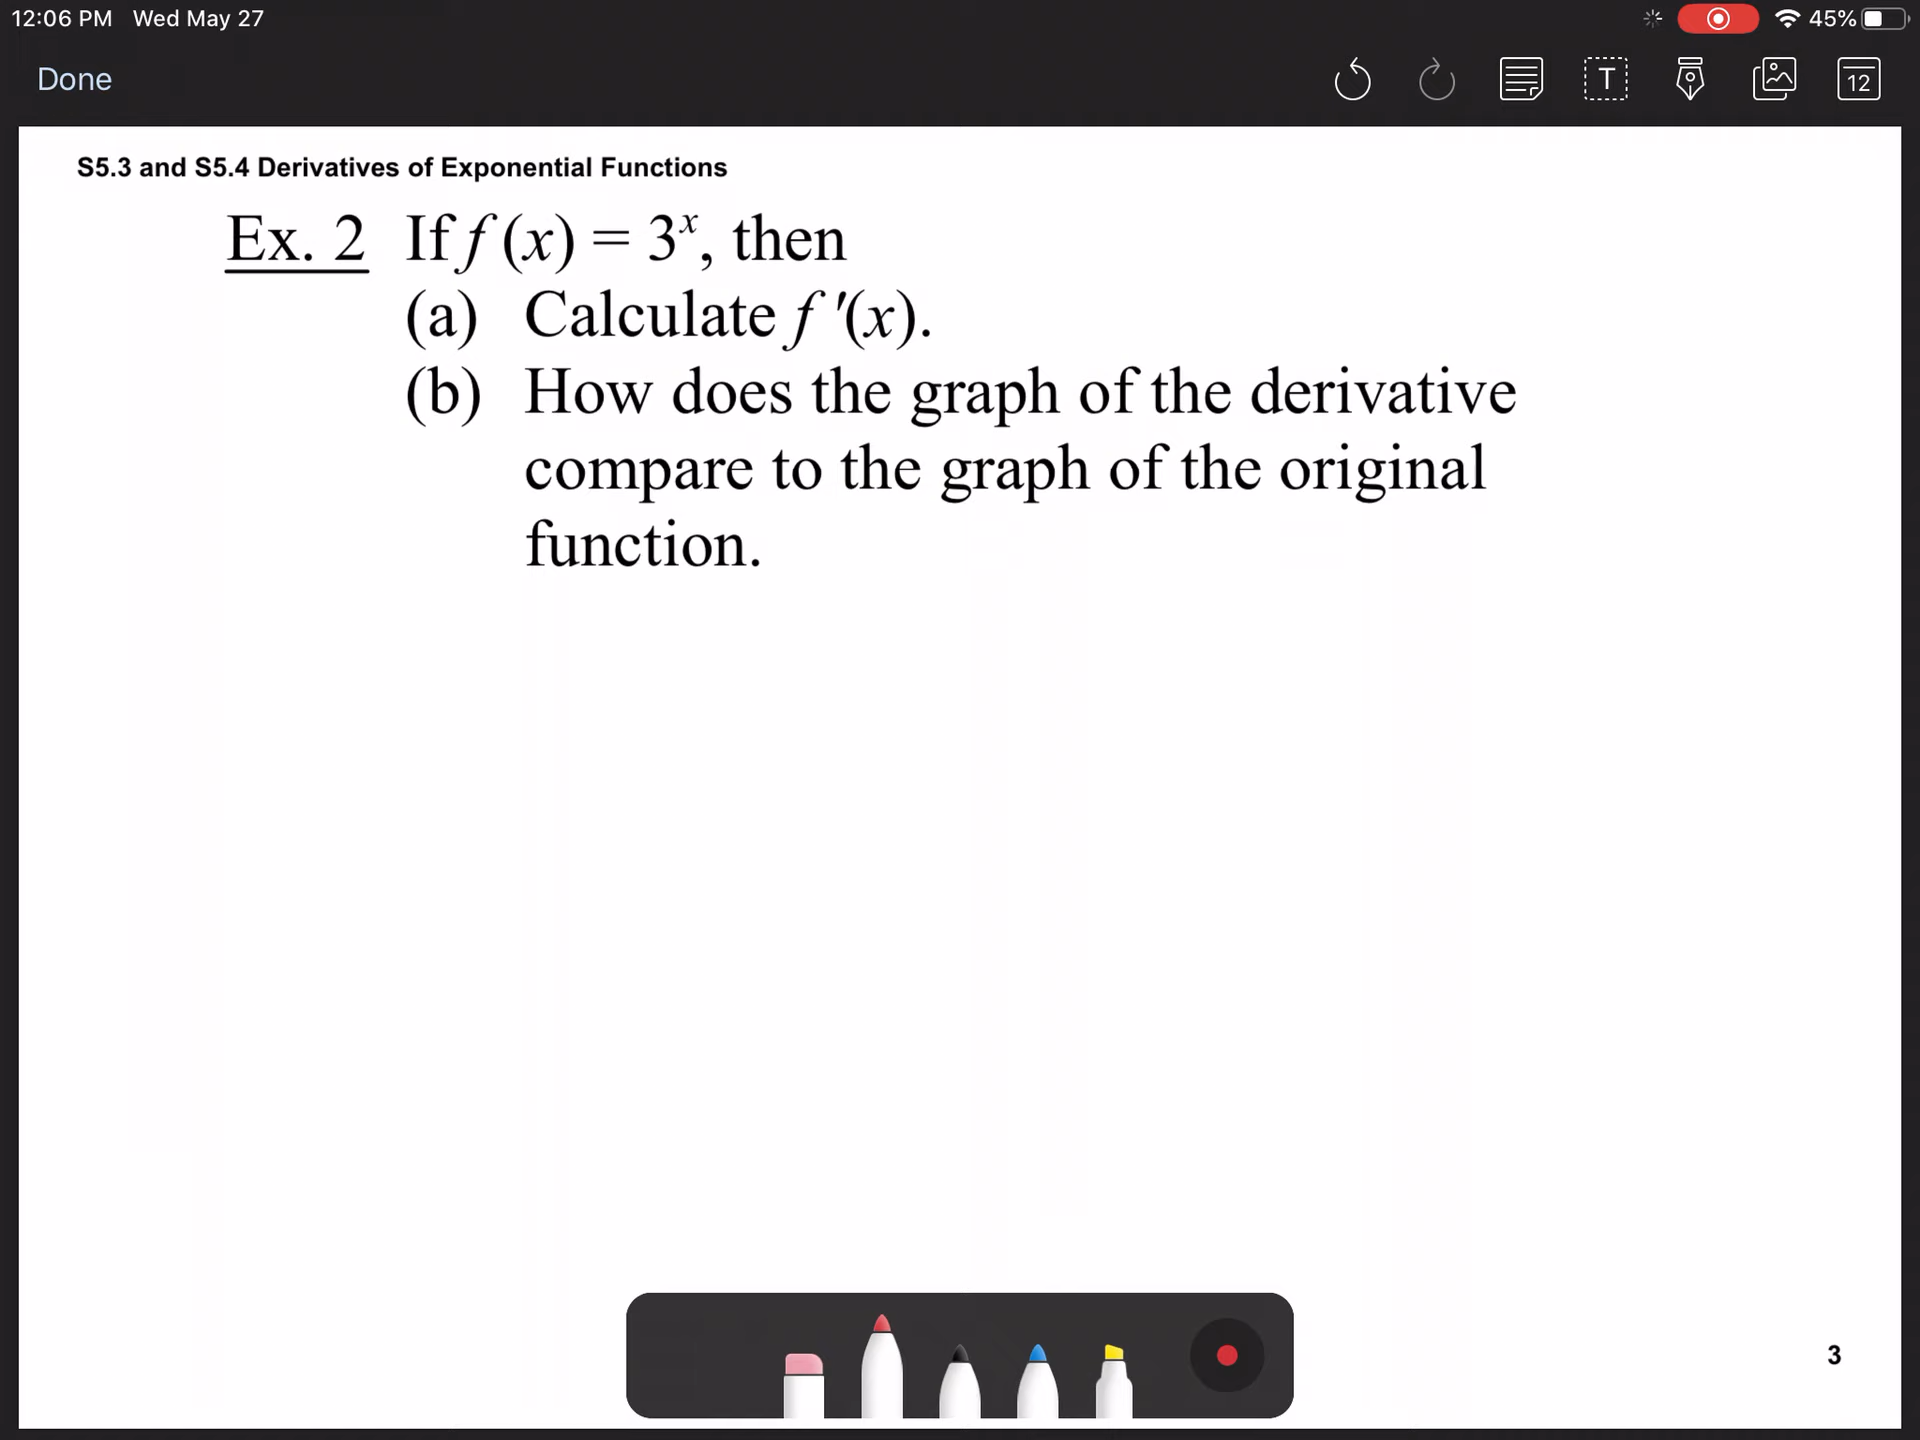 12:06 PM Wed May 27
45%
Done
T
12
S5.3 and S5.4 Derivatives of Exponential Functions
Ex. 2 If f (x) = 3ˣ, then
(a) Calculate f ′(x).
(b) How does the graph of the derivative
compare to the graph of the original
function.
3